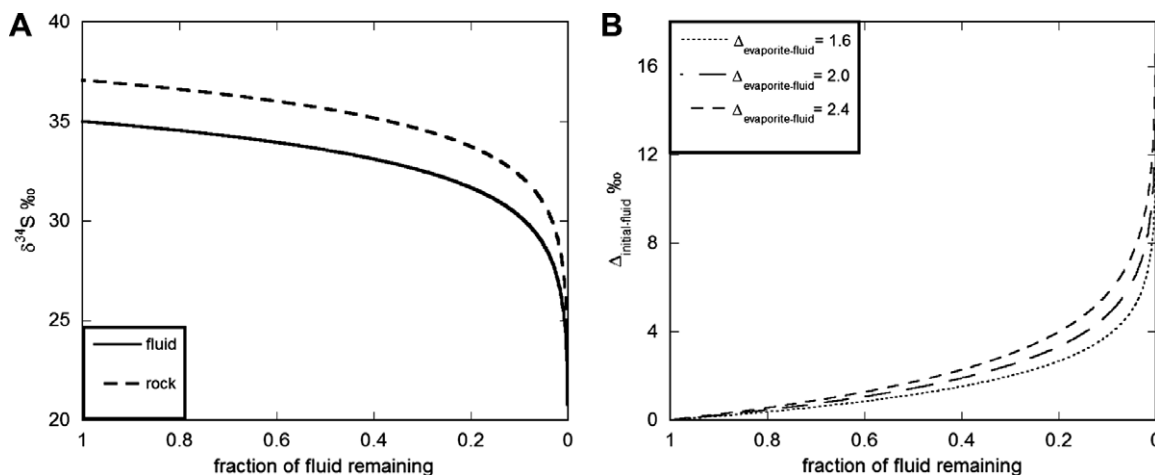 A
40
35
30
25
20
δ34S ‰
fluid
rock
1
0.8
0.6
0.4
0.2
0
fraction of fluid remaining
B
Δevaporite-fluid= 1.6
Δevaporite-fluid= 2.0
Δevaporite-fluid= 2.4
16
12
8
4
0
Δinitial-fluid ‰
1
0.8
0.6
0.4
0.2
0
fraction of fluid remaining